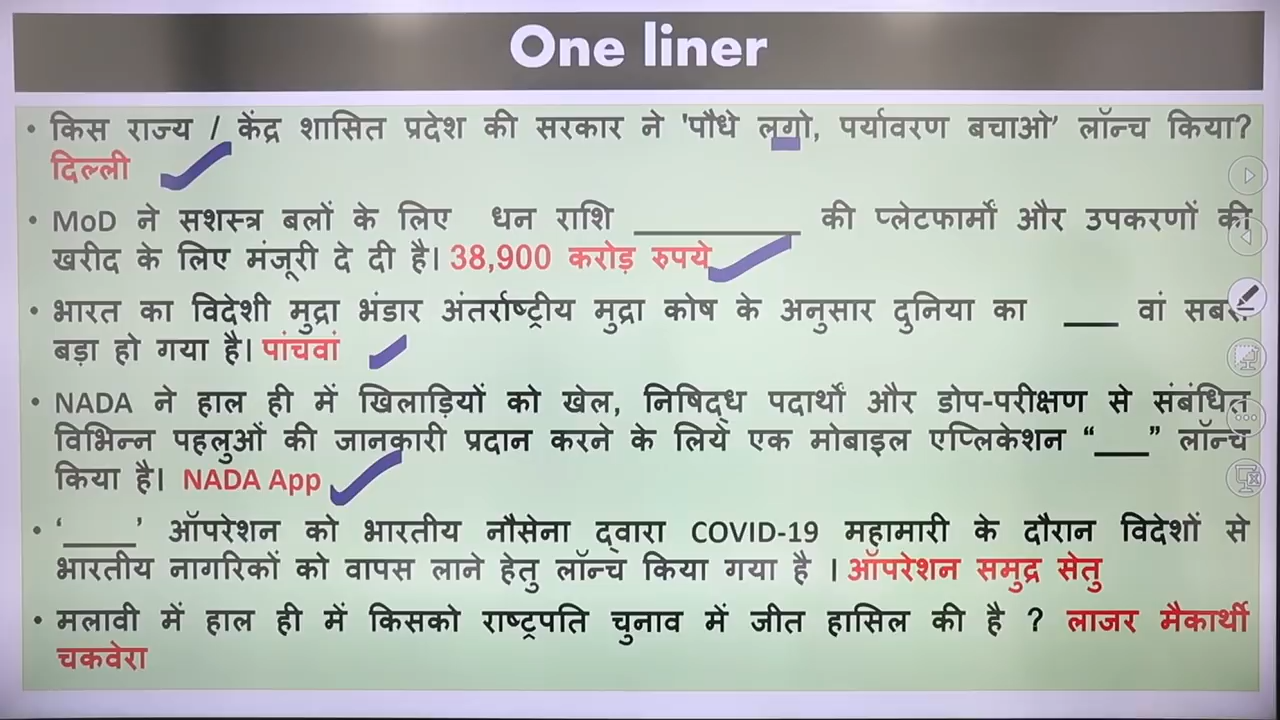 One liner
• किस राज्य / केंद्र शासित प्रदेश की सरकार ने 'पौधे लगो, पर्यावरण बचाओ’ लॉन्च किया?
दिल्ली
• MoD ने सशस्त्र बलों के लिए धन राशि __________ की प्लेटफार्मों और उपकरणों की
खरीद के लिए मंजूरी दे दी है। 38,900 करोड़ रुपये
• भारत का विदेशी मुद्रा भंडार अंतर्राष्ट्रीय मुद्रा कोष के अनुसार दुनिया का ___ वां सबसे
बड़ा हो गया है। पांचवां
• NADA ने हाल ही में खिलाड़ियों को खेल, निषिद्ध पदार्थों और डोप-परीक्षण से संबंधित
विभिन्न पहलुओं की जानकारी प्रदान करने के लिये एक मोबाइल एप्लिकेशन “___” लॉन्च
किया है। NADA App
• ‘____’ ऑपरेशन को भारतीय नौसेना द्वारा COVID-19 महामारी के दौरान विदेशों से
भारतीय नागरिकों को वापस लाने हेतु लॉन्च किया गया है । ऑपरेशन समुद्र सेतु
• मलावी में हाल ही में किसको राष्ट्रपति चुनाव में जीत हासिल की है ? लाजर मैकार्थी
चकवेरा